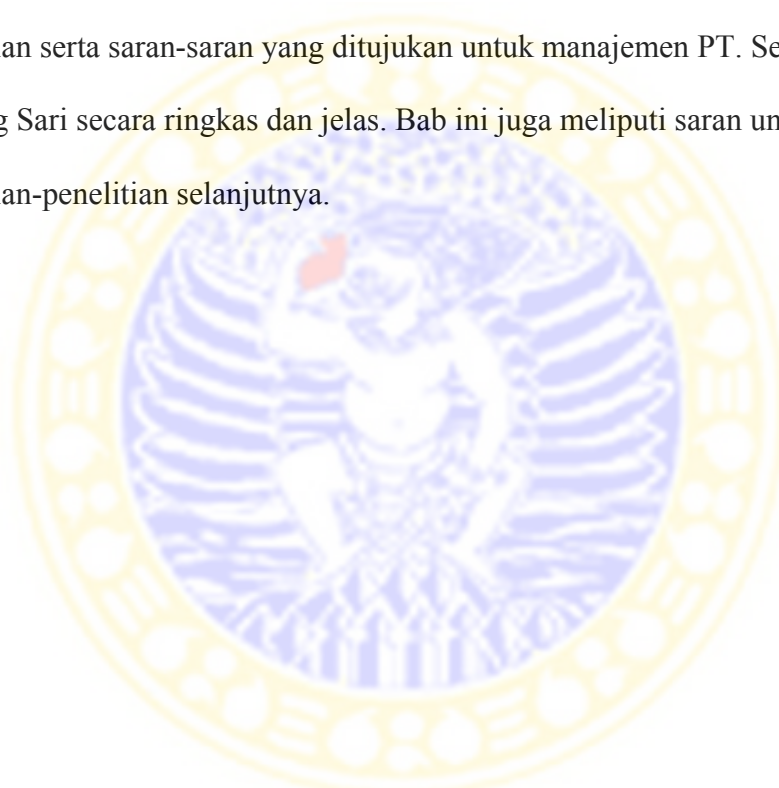 an serta saran-saran yang ditujukan untuk manajemen PT. Se
g Sari secara ringkas dan jelas. Bab ini juga meliputi saran un
an-penelitian selanjutnya.